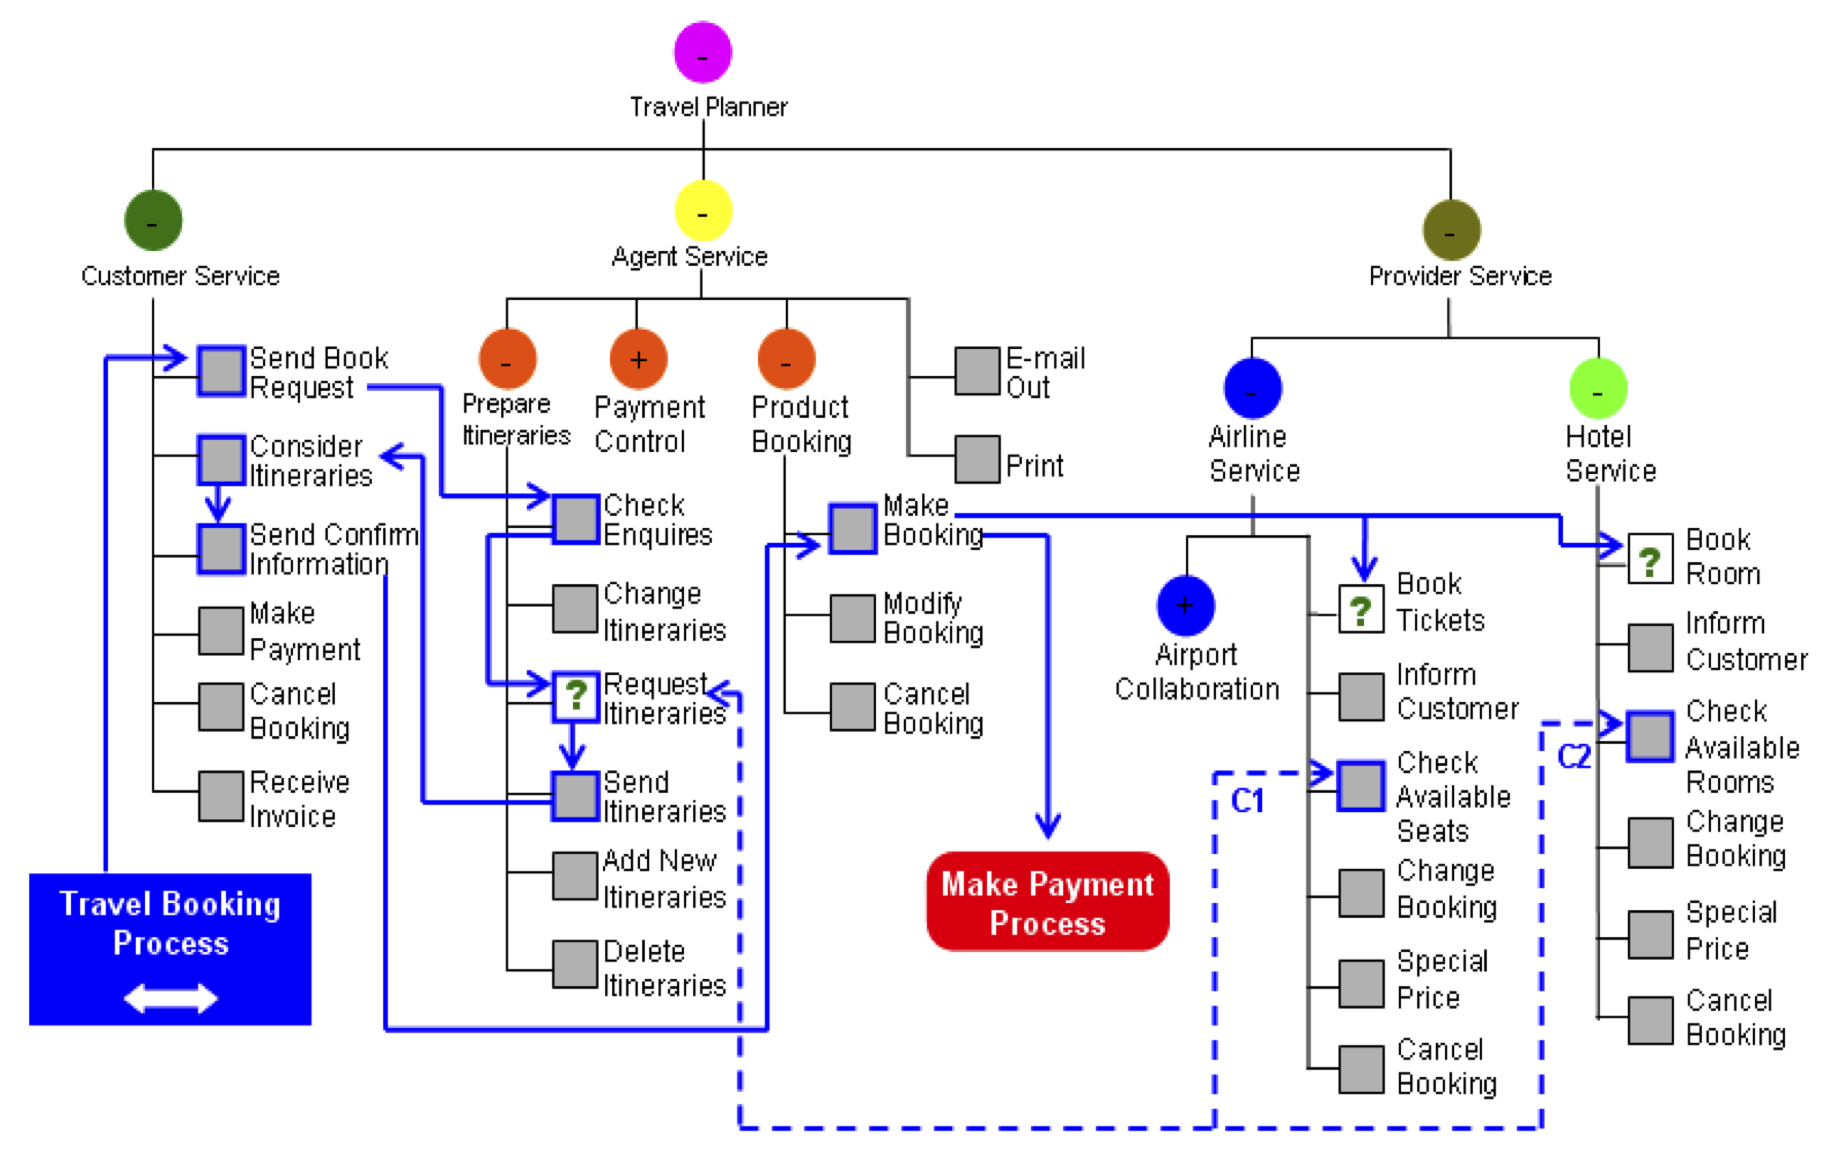 -
Travel Planner
-
Customer Service
-
Agent Service
-
Provider Service
Send Book
Request
Consider
Itineraries
Send Confirm
Information
Make
Payment
Cancel
Booking
Receive
Invoice
Travel Booking
Process
-
Prepare
Itineraries
+
Payment
Control
-
Product
Booking
E-mail
Out
Print
Check
Enquires
Change
Itineraries
?
Request
Itineraries
Send
Itineraries
Add New
Itineraries
Delete
Itineraries
Make
Booking
Modify
Booking
Cancel
Booking
Make Payment
Process
-
Airline
Service
+
Airport
Collaboration
?
Book
Tickets
Inform
Customer
C1
Check
Available
Seats
Change
Booking
Special
Price
Cancel
Booking
-
Hotel
Service
?
Book
Room
Inform
Customer
C2
Check
Available
Rooms
Change
Booking
Special
Price
Cancel
Booking